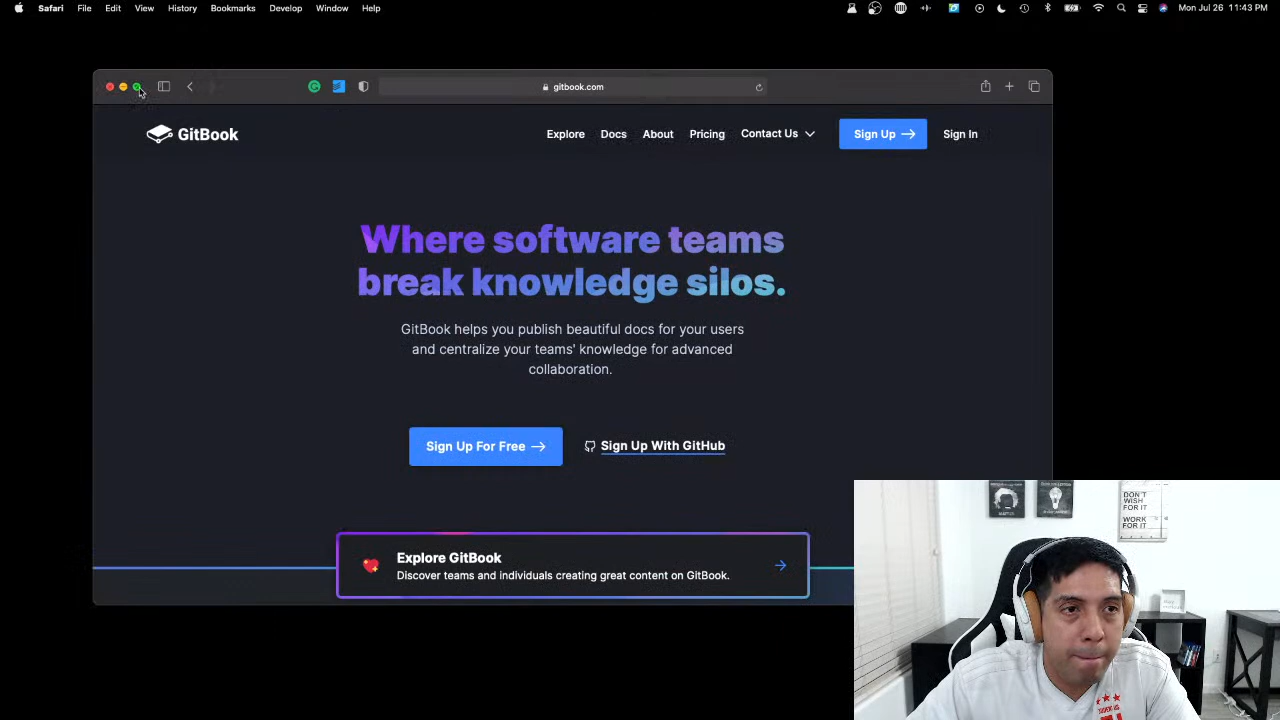 Safari File Edit View History Bookmarks Develop Window Help
Mon Jul 26 11:43 PM
gitbook.com
GitBook
Explore Docs About Pricing Contact Us Sign Up Sign In
Where software teams
break knowledge silos.
GitBook helps you publish beautiful docs for your users
and centralize your teams' knowledge for advanced
collaboration.
Sign Up For Free
Sign Up With GitHub
Explore GitBook
Discover teams and individuals creating great content on GitBook.
DON'T
WISH
FOR IT
WORK
FOR IT